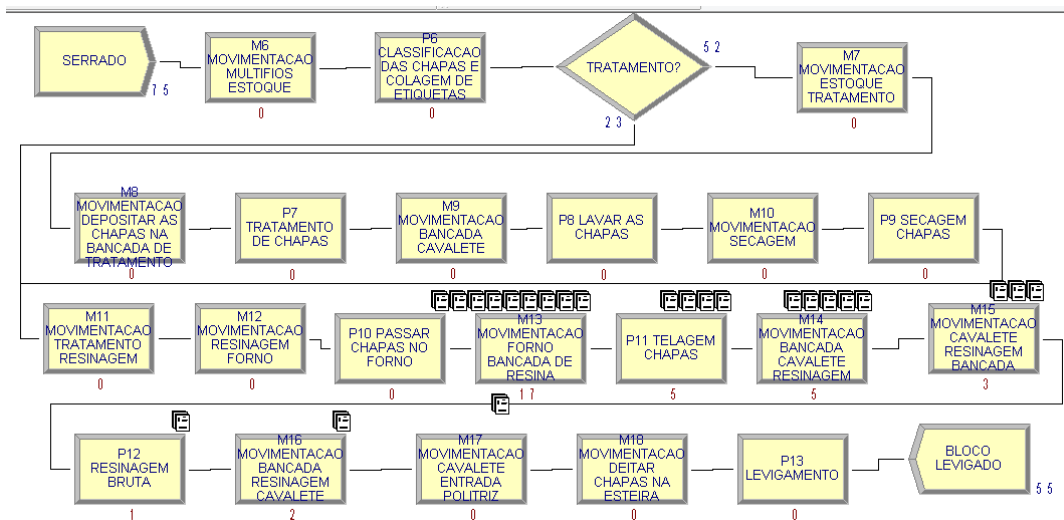 SERRADO
7 5
M6
MOVIMENTACAO
MULTIFIOS
ESTOQUE
0
P6
CLASSIFICACAO
DAS CHAPAS E
COLAGEM DE
ETIQUETAS
0
TRATAMENTO?
5 2
2 3
M7
MOVIMENTACAO
ESTOQUE
TRATAMENTO
0
M8
MOVIMENTACAO
DEPOSITAR AS
CHAPAS NA
BANCADA DE
TRATAMENTO
0
P7
TRATAMENTO
DE CHAPAS
0
M9
MOVIMENTACAO
BANCADA
CAVALETE
0
P8 LAVAR AS
CHAPAS
0
M10
MOVIMENTACAO
SECAGEM
0
P9 SECAGEM
CHAPAS
0
M11
MOVIMENTACAO
TRATAMENTO
RESINAGEM
0
M12
MOVIMENTACAO
RESINAGEM
FORNO
0
P10 PASSAR
CHAPAS NO
FORNO
0
M13
MOVIMENTACAO
FORNO
BANCADA DE
RESINA
1 7
P11 TELAGEM
CHAPAS
5
M14
MOVIMENTACAO
BANCADA
CAVALETE
RESINAGEM
5
M15
MOVIMENTACAO
CAVALETE
RESINAGEM
BANCADA
3
P12
RESINAGEM
BRUTA
1
M16
MOVIMENTACAO
BANCADA
RESINAGEM
CAVALETE
2
M17
MOVIMENTACAO
CAVALETE
ENTRADA
POLITRIZ
0
M18
MOVIMENTACAO
DEITAR
CHAPAS NA
ESTEIRA
0
P13
LEVIGAMENTO
0
BLOCO
LEVIGADO
5 5